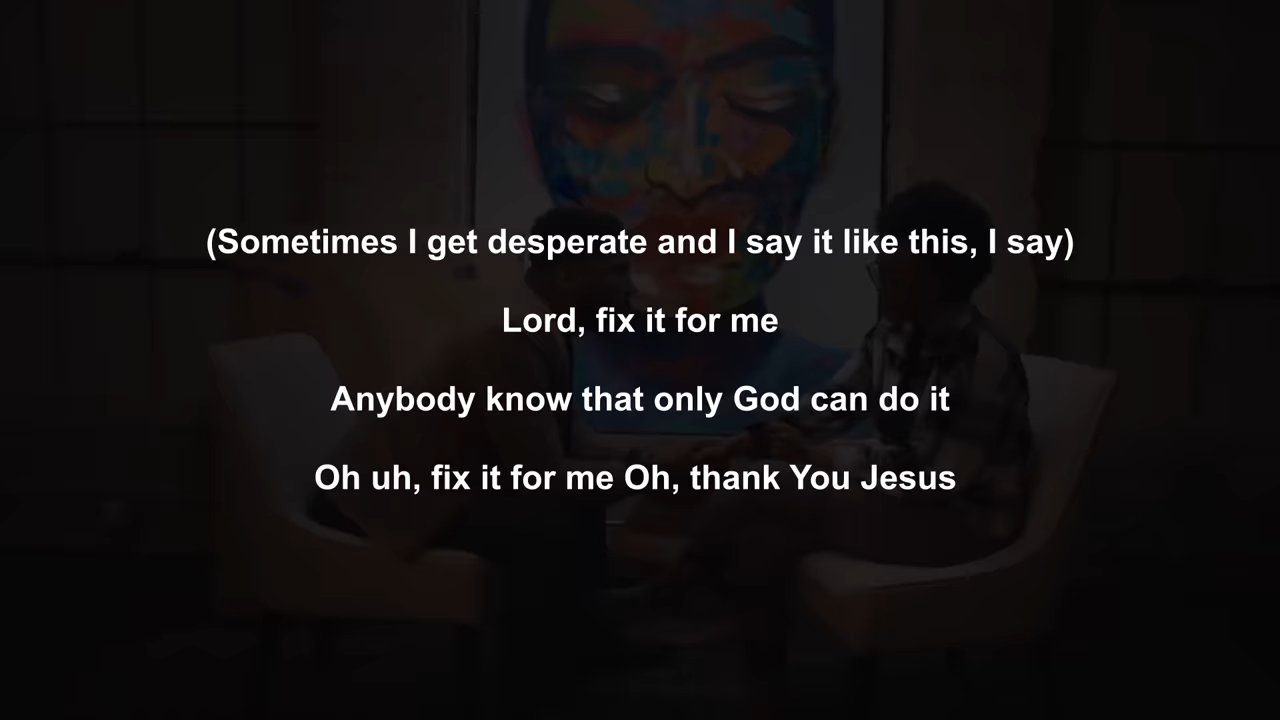 (Sometimes I get desperate and I say it like this, I say)
Lord, fix it for me
Anybody know that only God can do it
Oh uh, fix it for me Oh, thank You Jesus